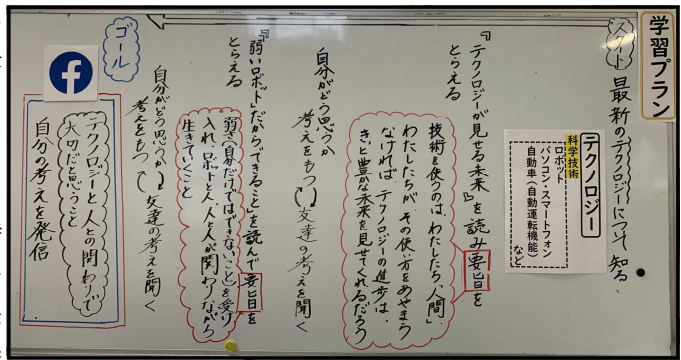 学習プラン
スタート
最新のテクノロジーについて知る
テクノロジー
科学技術
ロボット
パソコン・スマートフォン
自動車（自動運転機能）
など
『テクノロジーが見せる未来』を読み要旨を
とらえる
技術を使うのは、わたしたち、人間。
わたしたちが、その使い方をあやまら
なければ、テクノロジーの進歩は、
きっと豊かな未来を見せてくれるだろう
自分がどう思うか
考えをもつ
友達の考えを聞く
『弱いロボット』だからできること』を読んで要旨を
とらえる
弱さ(自分だけではできないこと)を受け
入れ、ロボットと人、人と人が関わりながら
生きていくこと
自分がどう思うか
考えをもつ
友達の考えを聞く
ゴール
テクノロジーと人との関わりで
大切だと思うこと
自分の考えを発信